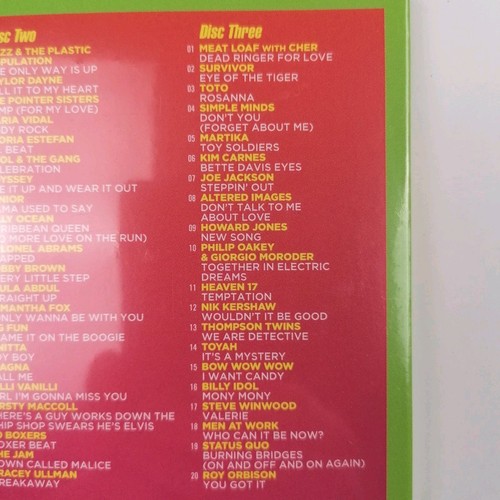 sc Two
ZZ & THE PLASTIC
OPULATION
E ONLY WAY IS UP
YLOR DAYNE
LL IT TO MY HEART
E POINTER SISTERS
MP (FOR MY LOVE)
RIA VIDAL
DY ROCK
ORIA ESTEFAN
BEAT
OL & THE GANG
LEBRATION
YSSEY
E IT UP AND WEAR IT OUT
NIOR
MA USED TO SAY
LY OCEAN
RIBBEAN QUEEN
O MORE LOVE ON THE RUN)
LONEL ABRAMS
APPED
BBY BROWN
ERY LITTLE STEP
ULA ABDUL
RAIGHT UP
MANTHA FOX
ONLY WANNA BE WITH YOU
G FUN
AME IT ON THE BOOGIE
NITTA
Y BOY
AGNA
LL ME
LLI VANILLI
RL I'M GONNA MISS YOU
RSTY MACCOLL
HERE'S A GUY WORKS DOWN THE
HIP SHOP SWEARS HE'S ELVIS
O BOXERS
OXER BEAT
HE JAM
OWN CALLED MALICE
RACEY ULLMAN
REAKAWAY
Disc Three
01 MEAT LOAF WITH CHER
DEAD RINGER FOR LOVE
02 SURVIVOR
EYE OF THE TIGER
03 TOTO
ROSANNA
04 SIMPLE MINDS
DON'T YOU
(FORGET ABOUT ME)
05 MARTIKA
TOY SOLDIERS
06 KIM CARNES
BETTE DAVIS EYES
07 JOE JACKSON
STEPPIN' OUT
08 ALTERED IMAGES
DON'T TALK TO ME
ABOUT LOVE
09 HOWARD JONES
NEW SONG
10 PHILIP OAKEY
& GIORGIO MORODER
TOGETHER IN ELECTRIC
DREAMS
11 HEAVEN 17
TEMPTATION
12 NIK KERSHAW
WOULDN'T IT BE GOOD
13 THOMPSON TWINS
WE ARE DETECTIVE
14 TOYAH
IT'S A MYSTERY
15 BOW WOW WOW
I WANT CANDY
16 BILLY IDOL
MONY MONY
17 STEVE WINWOOD
VALERIE
18 MEN AT WORK
WHO CAN IT BE NOW?
19 STATUS QUO
BURNING BRIDGES
(ON AND OFF AND ON AGAIN)
20 ROY ORBISON
YOU GOT IT